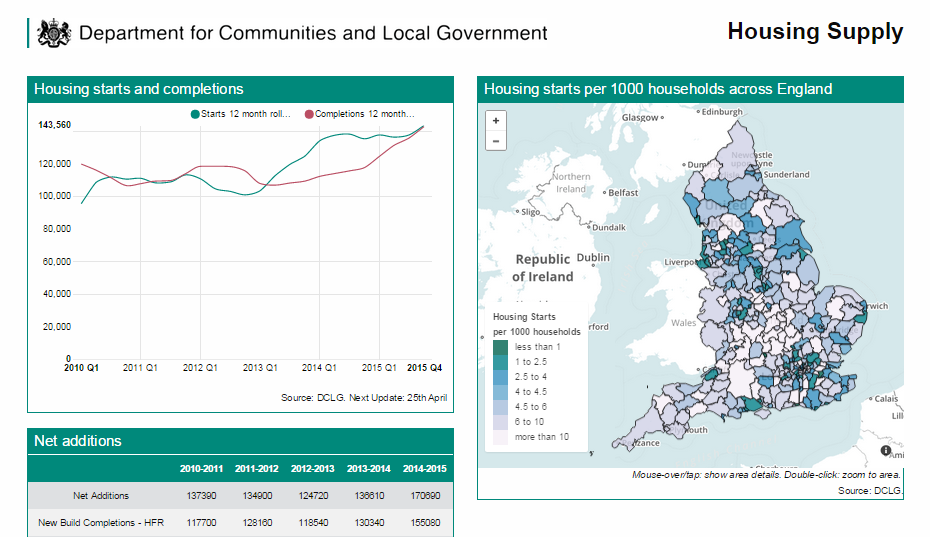 Department for Communities and Local Government
Housing Supply
Housing starts and completions
Starts 12 month roll...
Completions 12 month...
143,560
120,000
100,000
80,000
60,000
40,000
20,000
0
2010 Q1 2011 Q1 2012 Q1 2013 Q1 2014 Q1 2015 Q1 2015 Q4
Source: DCLG. Next Update: 25th April
Net additions
2010-2011 2011-2012 2012-2013 2013-2014 2014-2015
Net Additions 137390 134900 124720 136610 170690
New Build Completions - HFR 117700 128160 118540 130340 155080
Housing starts per 1000 households across England
+
−
Glasgow
Edinburgh
Northern
Ireland
Belfast
Sunderland
Sligo
Dundalk
Republic
of Ireland
Dublin
Wales
Calais
Housing Starts
per 1000 households
less than 1
1 to 2.5
2.5 to 4
4 to 4.5
4.5 to 6
6 to 10
more than 10
Mouse-over/tap: show area details. Double-click: zoom to area.
Source: DCLG.